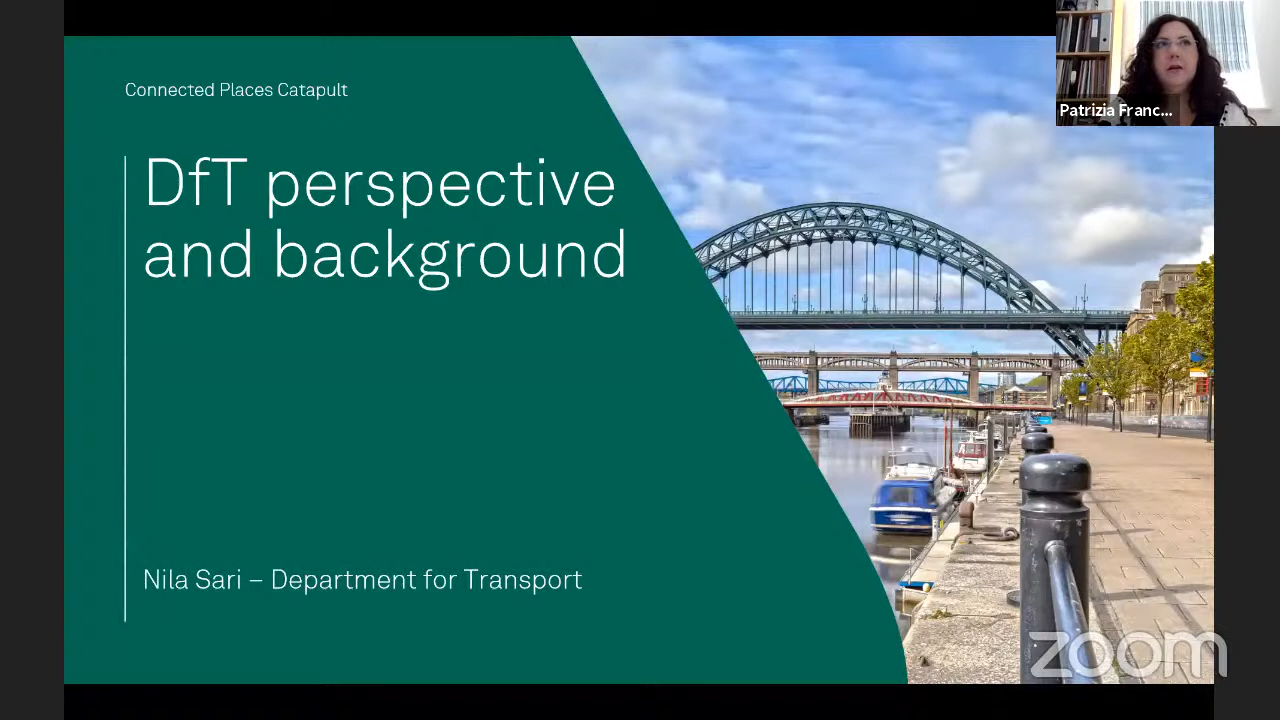 Connected Places Catapult
DfT perspective
and background
Nila Sari – Department for Transport
Patrizia Franc...
zoom